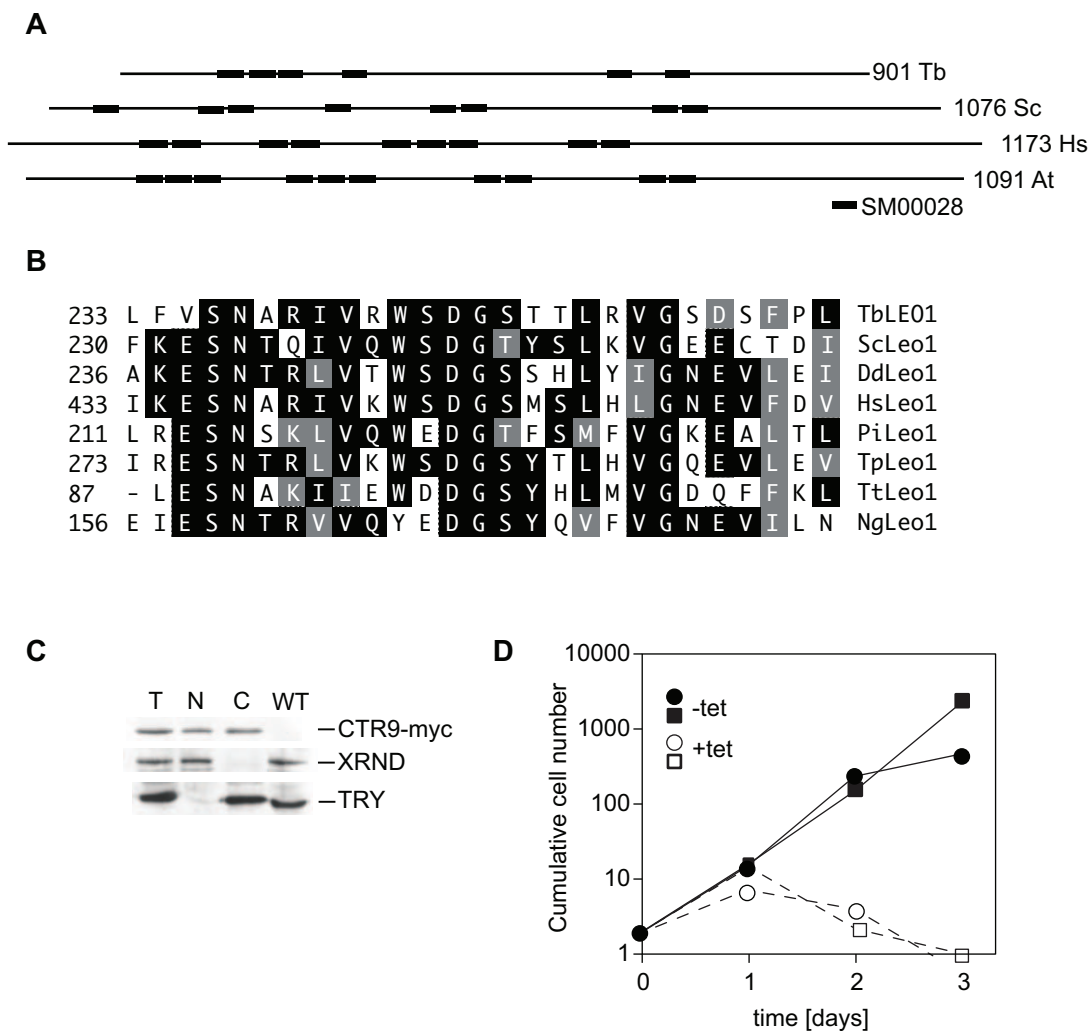 A
901 Tb
1076 Sc
1173 Hs
1091 At
SM00028
B
233 L F V S N A R I V R W S D G S T T L R V G S D S F P L TbLEO1
230 F K E S N T Q I V Q W S D G T Y S L K V G E E C T D I ScLeo1
236 A K E S N T R L V T W S D G S S H L Y I G N E V L E I DdLeo1
433 I K E S N A R I V K W S D G S M S L H L G N E V F D V HsLeo1
211 L R E S N S K L V Q W E D G T F S M F V G K E A L T L PiLeo1
273 I R E S N T R L V K W S D G S Y T L H V G Q E V L E V TpLeo1
87 - L E S N A K I I E W D D G S Y H L M V G D Q F F K L TtLeo1
156 E I E S N T R V V Q Y E D G S Y Q V F V G N E V I L N NgLeo1
C
T N C WT
CTR9-myc
XRND
TRY
D
Cumulative cell number
10000
1000
100
10
1
-tet
+tet
0 1 2 3
time [days]